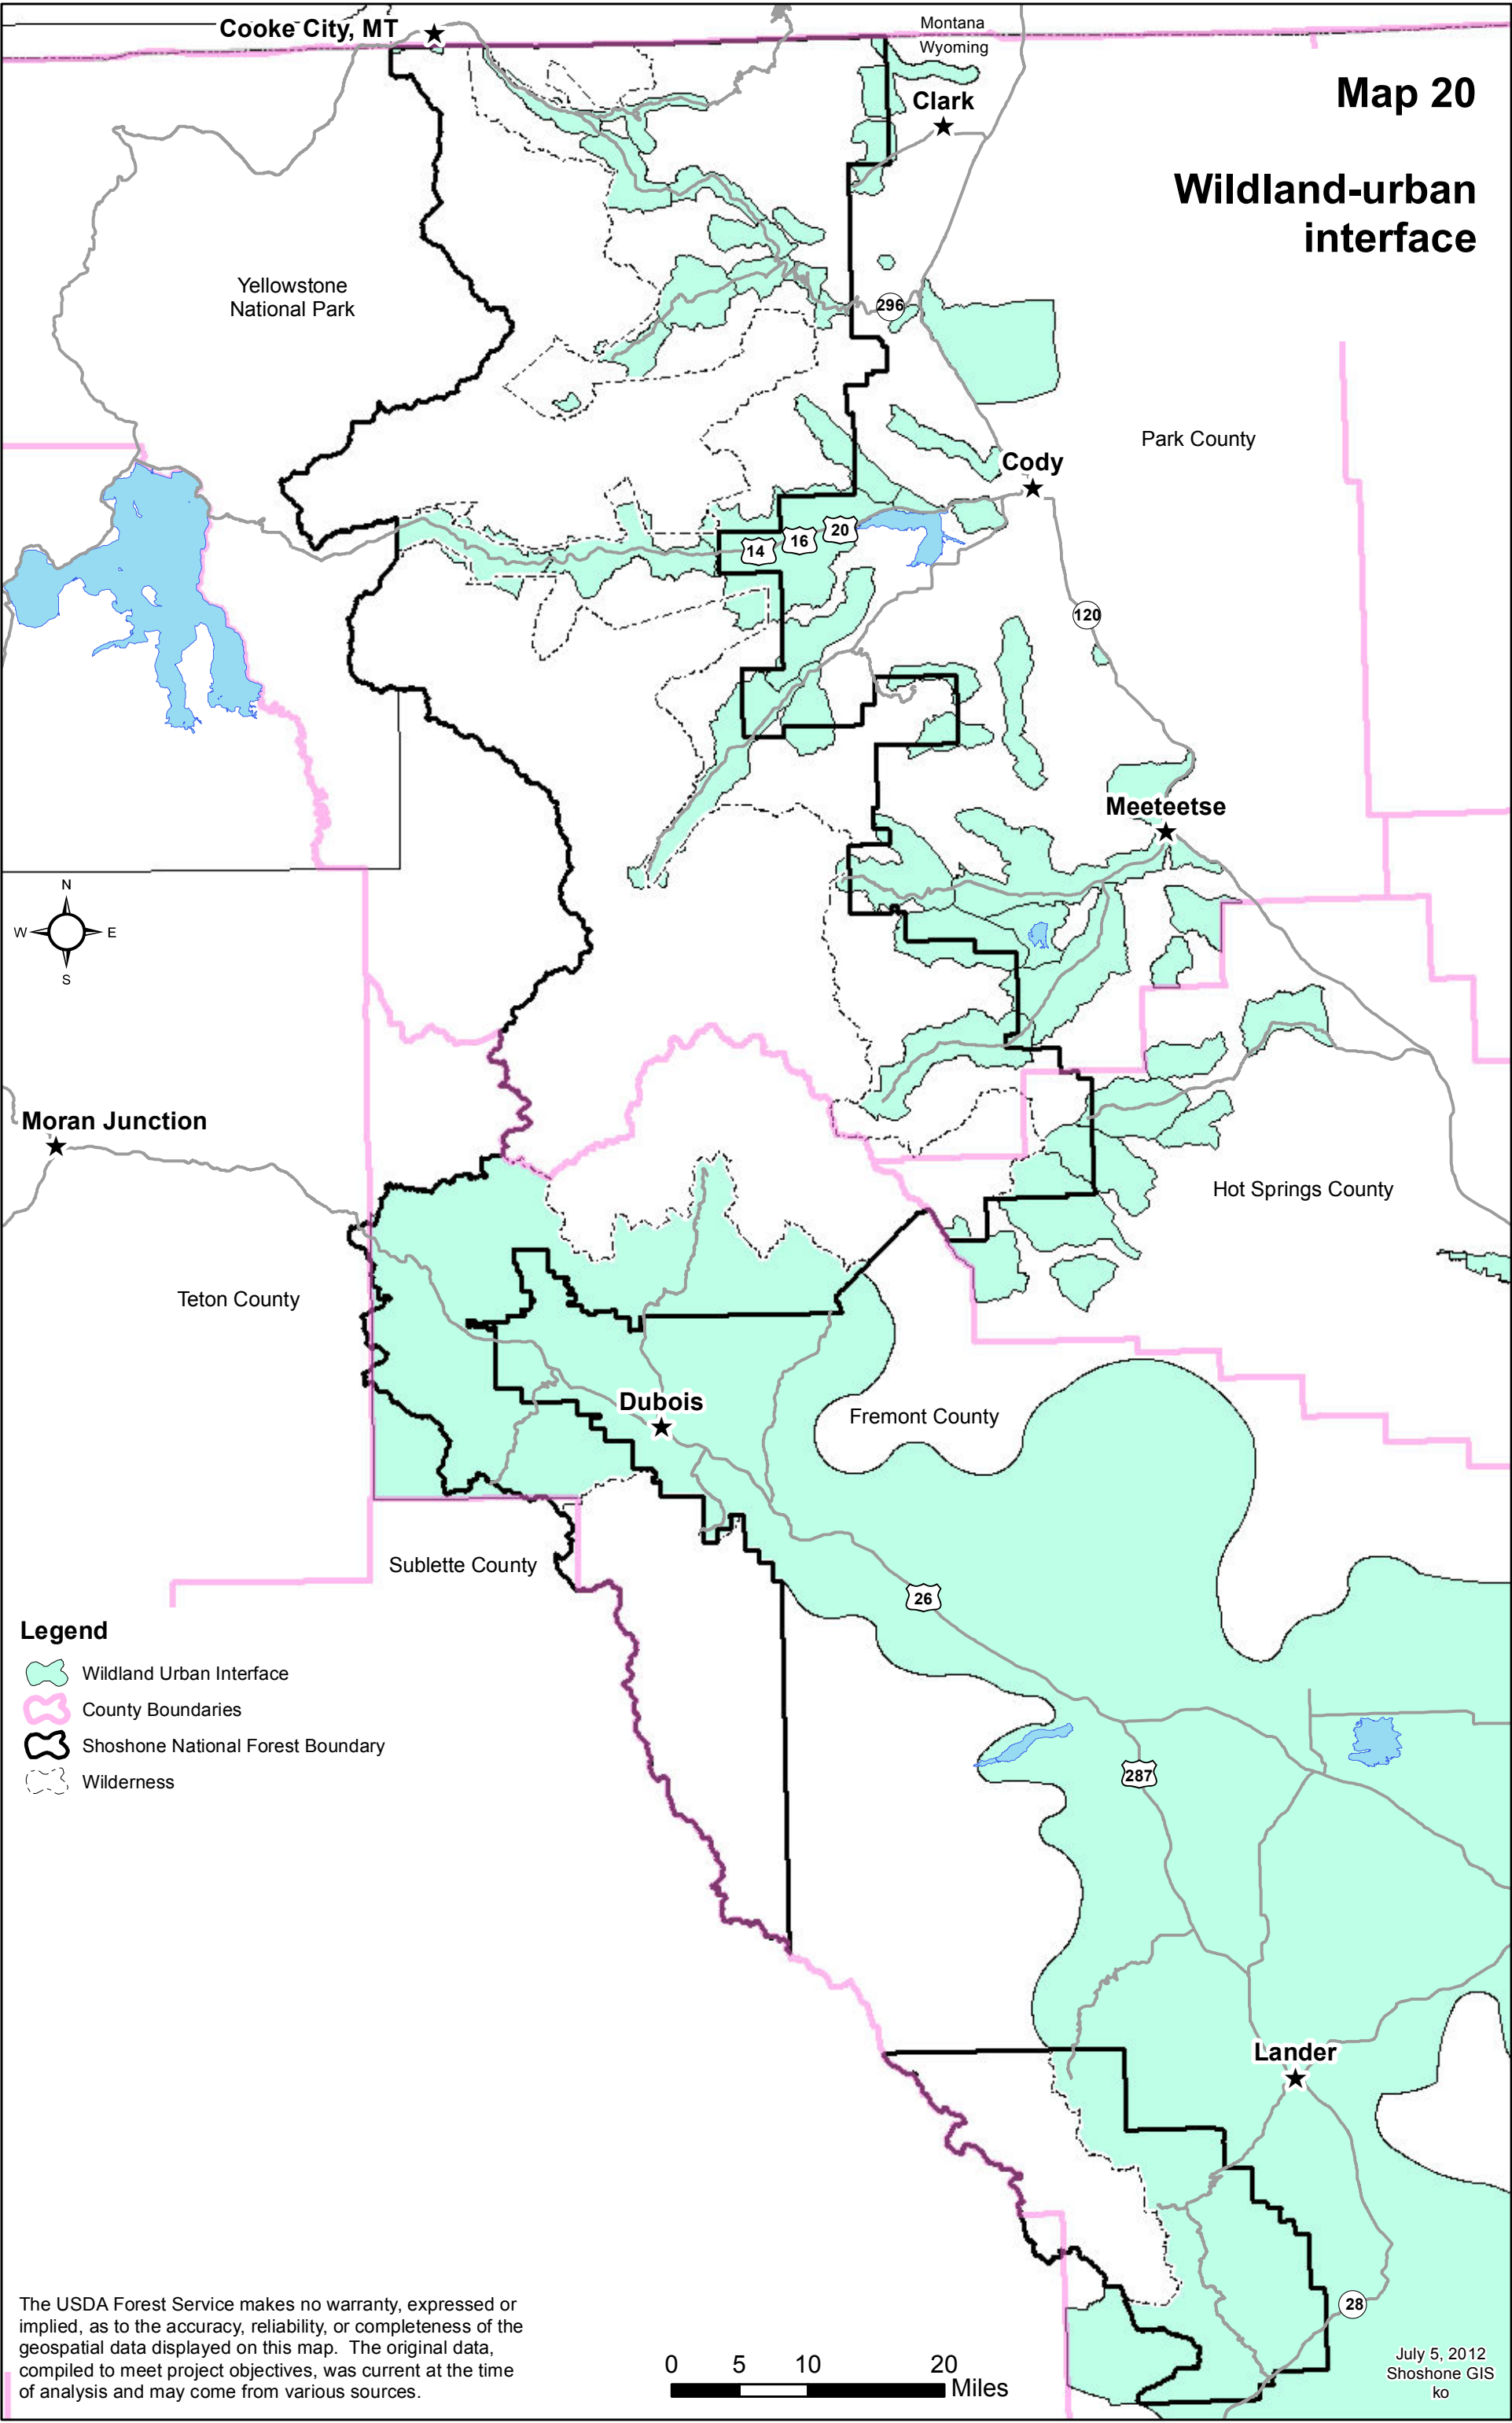 Cooke City, MT
Montana
Wyoming
Map 20
Clark
Wildland-urban
interface
Yellowstone
National Park
296
Park County
Cody
20
16
14
120
Meeteetse
N
W
E
S
Moran Junction
Hot Springs County
Teton County
Dubois
Fremont County
Sublette County
26
Legend
Wildland Urban Interface
County Boundaries
Shoshone National Forest Boundary
Wilderness
287
Lander
28
The USDA Forest Service makes no warranty, expressed or
implied, as to the accuracy, reliability, or completeness of the
geospatial data displayed on this map. The original data,
compiled to meet project objectives, was current at the time
of analysis and may come from various sources.
0 5 10 20
Miles
July 5, 2012
Shoshone GIS
ko